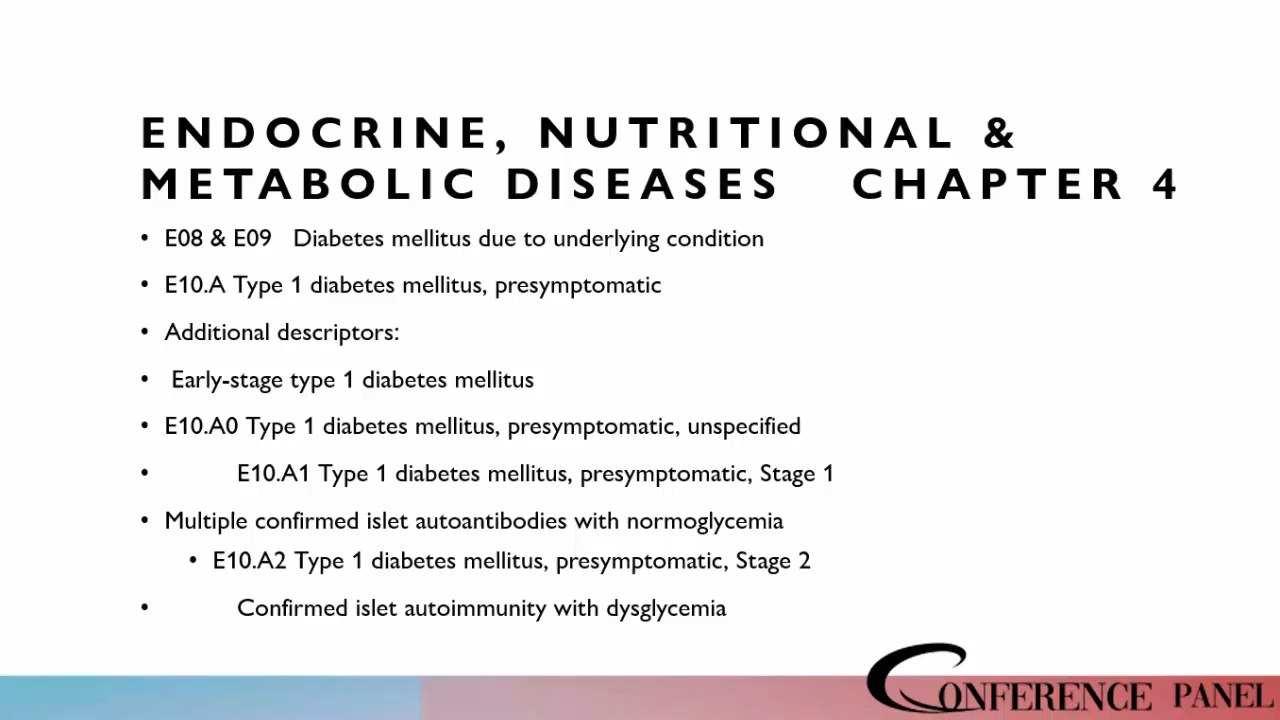 ENDOCRINE, NUTRITIONAL &
METABOLIC DISEASES CHAPTER 4
• E08 & E09 Diabetes mellitus due to underlying condition
• E10.A Type 1 diabetes mellitus, presymptomatic
• Additional descriptors:
• Early-stage type 1 diabetes mellitus
• E10.A0 Type 1 diabetes mellitus, presymptomatic, unspecified
• E10.A1 Type 1 diabetes mellitus, presymptomatic, Stage 1
• Multiple confirmed islet autoantibodies with normoglycemia
• E10.A2 Type 1 diabetes mellitus, presymptomatic, Stage 2
• Confirmed islet autoimmunity with dysglycemia
CONFERENCE PANEL